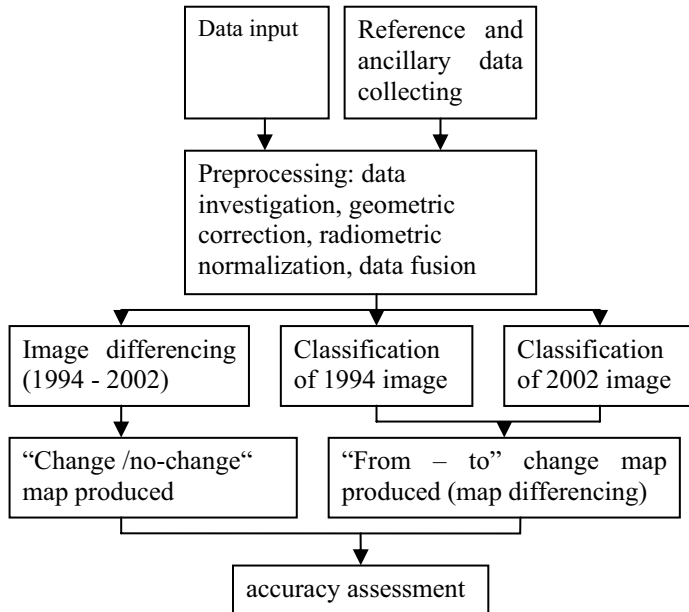 Data input
Reference and
ancillary data
collecting
Preprocessing: data
investigation, geometric
correction, radiometric
normalization, data fusion
Image differencing
(1994 - 2002)
Classification
of 1994 image
Classification
of 2002 image
“Change /no-change“
map produced
“From – to” change map
produced (map differencing)
accuracy assessment